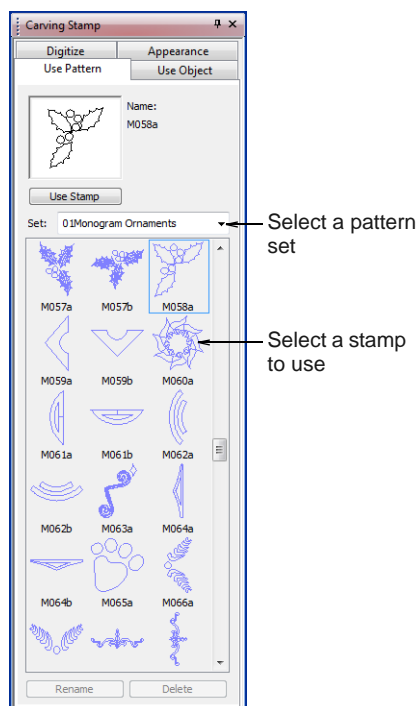 Carving Stamp
Digitize Appearance
Use Pattern Use Object
Name:
M058a
Use Stamp
Set: 01Monogram Ornaments
Select a pattern
set
M057a M057b M058a
Select a stamp
to use
M059a M059b M060a
M061a M061b M062a
M062b M063a M064a
M064b M065a M066a
Rename Delete